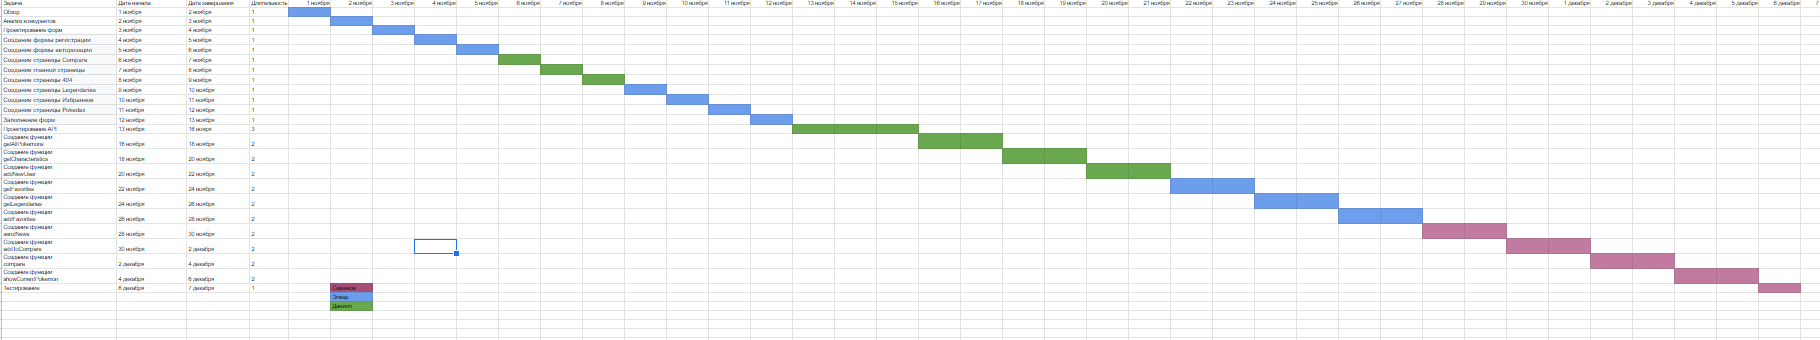 Задача Дата начала Дата завершения Длительность 1 ноября 2 ноября 3 ноября 4 ноября 5 ноября 6 ноября 7 ноября 8 ноября 9 ноября 10 ноября 11 ноября 12 ноября 13 ноября 14 ноября 15 ноября 16 ноября 17 ноября 18 ноября 19 ноября 20 ноября 21 ноября 22 ноября 23 ноября 24 ноября 25 ноября 26 ноября 27 ноября 28 ноября 29 ноября 30 ноября 1 декабря 2 декабря 3 декабря 4 декабря 5 декабря 6 декабря 7
Обзор 1 ноября 2 ноября 1
Анализ конкурентов 2 ноября 3 ноября 1
Проектирование форм 3 ноября 4 ноября 1
Создание формы регистрации 4 ноября 5 ноября 1
Создание формы авторизации 5 ноября 6 ноября 1
Создание страницы Compare 6 ноября 7 ноября 1
Создание главной страницы 7 ноября 8 ноября 1
Создание страницы 404 8 ноября 9 ноября 1
Создание страницы Legendaries 9 ноября 10 ноября 1
Создание страницы Избранное 10 ноября 11 ноября 1
Создание страницы Pokedex 11 ноября 12 ноября 1
Заполнение форм 12 ноября 13 ноября 1
Проектирование API 13 ноября 16 ноября 3
Создание функции
getAllPokemons 16 ноября 18 ноября 2
Создание функции
getCharacteristics 18 ноября 20 ноября 2
Создание функции
addNewUser 20 ноября 22 ноября 2
Создание функции
getFavorites 22 ноября 24 ноября 2
Создание функции
getLegendaries 24 ноября 26 ноября 2
Создание функции
addFavorites 26 ноября 28 ноября 2
Создание функции
sendNews 28 ноября 30 ноября 2
Создание функции
addToCompare 30 ноября 2 декабря 2
Создание функции
compare 2 декабря 4 декабря 2
Создание функции
showCurrentPokemon 4 декабря 6 декабря 2
Тестирование 6 декабря 7 декабря 1 Семенов
Элвар
Даниил